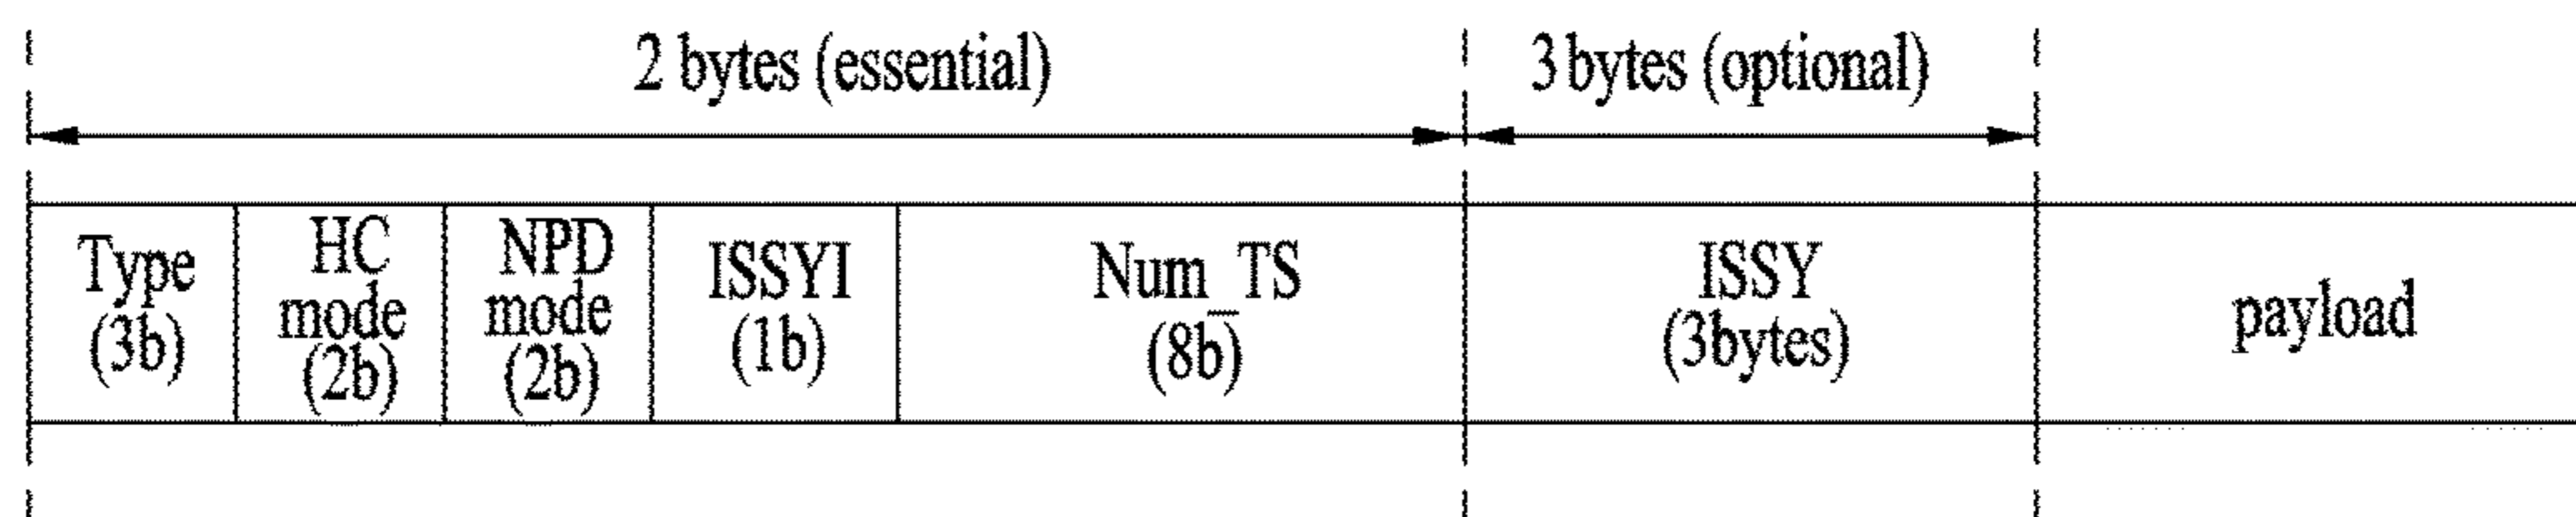 2 bytes (essential)
3 bytes (optional)
Type
(3b)
HC
mode
(2b)
NPD
mode
(2b)
ISSYI
(1b)
Num_TS
(8b)
ISSY
(3bytes)
payload